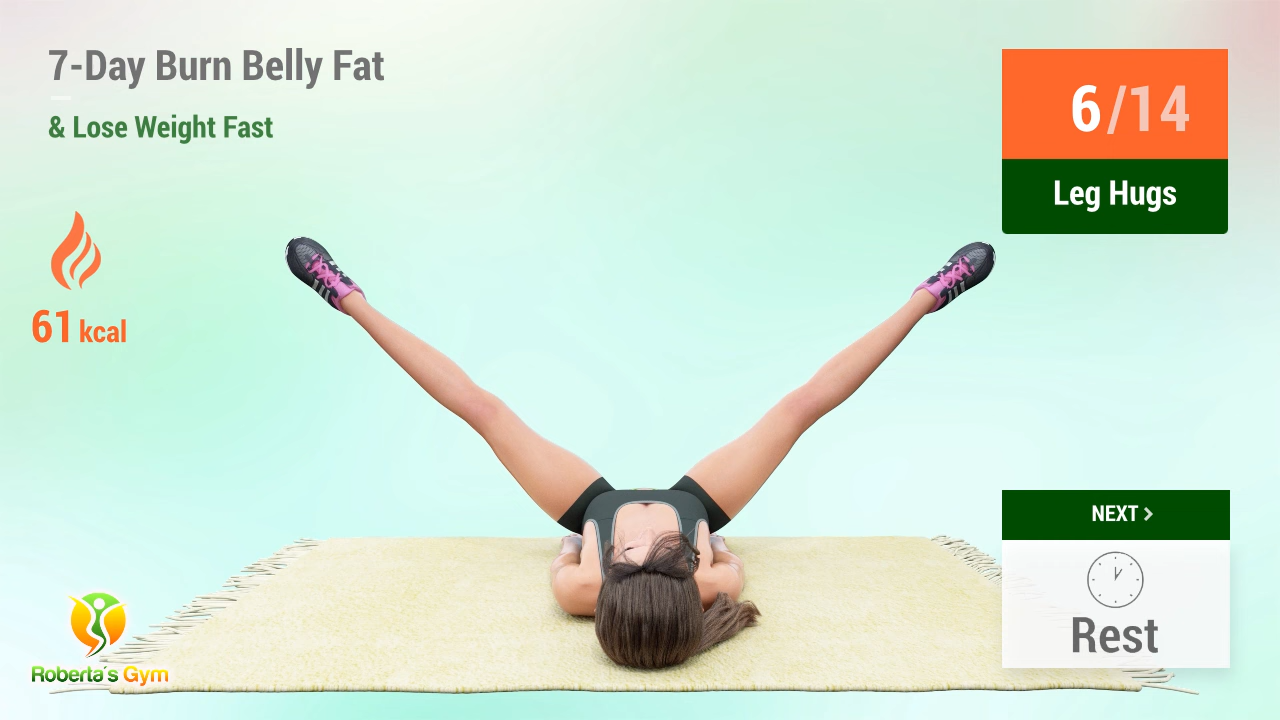 7-Day Burn Belly Fat
& Lose Weight Fast
6/14
Leg Hugs
61 kcal
NEXT >
Rest
Roberta´s Gym